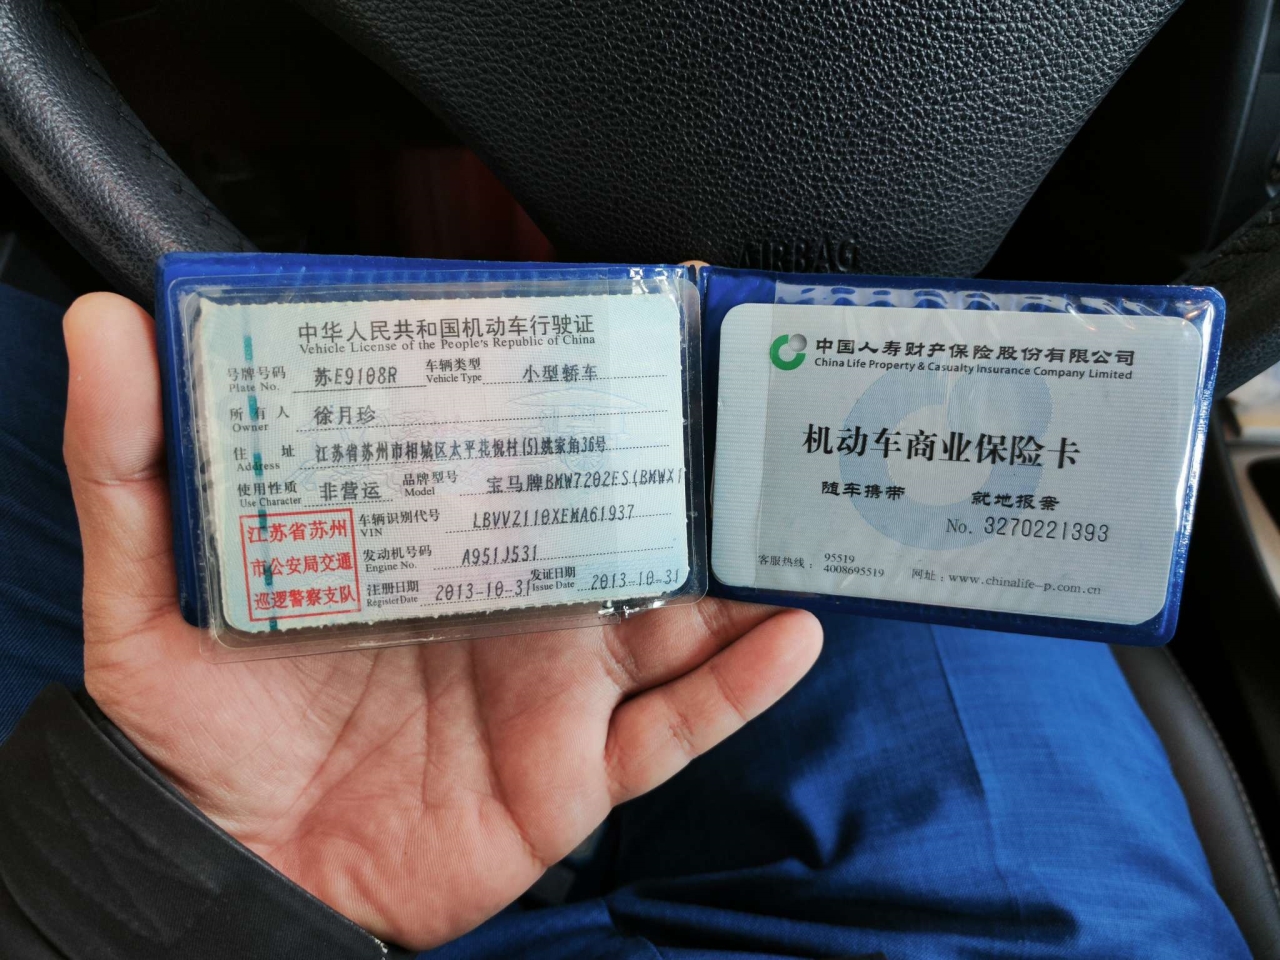 AIRBAG
中华人民共和国机动车行驶证
Vehicle License of the People's Republic of China
号牌号码 苏E9108R 车辆类型 小型轿车
Plate No. Vehicle Type
所有人 徐月珍
Owner
住址 江苏省苏州市相城区太平花倪村(5)姚家角36号
Address
使用性质 非营运 品牌型号 宝马牌BMW7202ES(BMWX1
Use Character Model
江苏省苏州
市公安局交通
巡逻警察支队
车辆识别代号 LBVVZ110XEMA61937
VIN
发动机号码 A951J531
Engine No.
注册日期 2013-10-31 发证日期 2013-10-31
Register Date Issue Date
中国人寿财产保险股份有限公司
China Life Property & Casualty Insurance Company Limited
机动车商业保险卡
随车携带 就地报案
No. 3270221393
客服热线： 95519
4008695519 网址：www.chinalife-p.com.cn